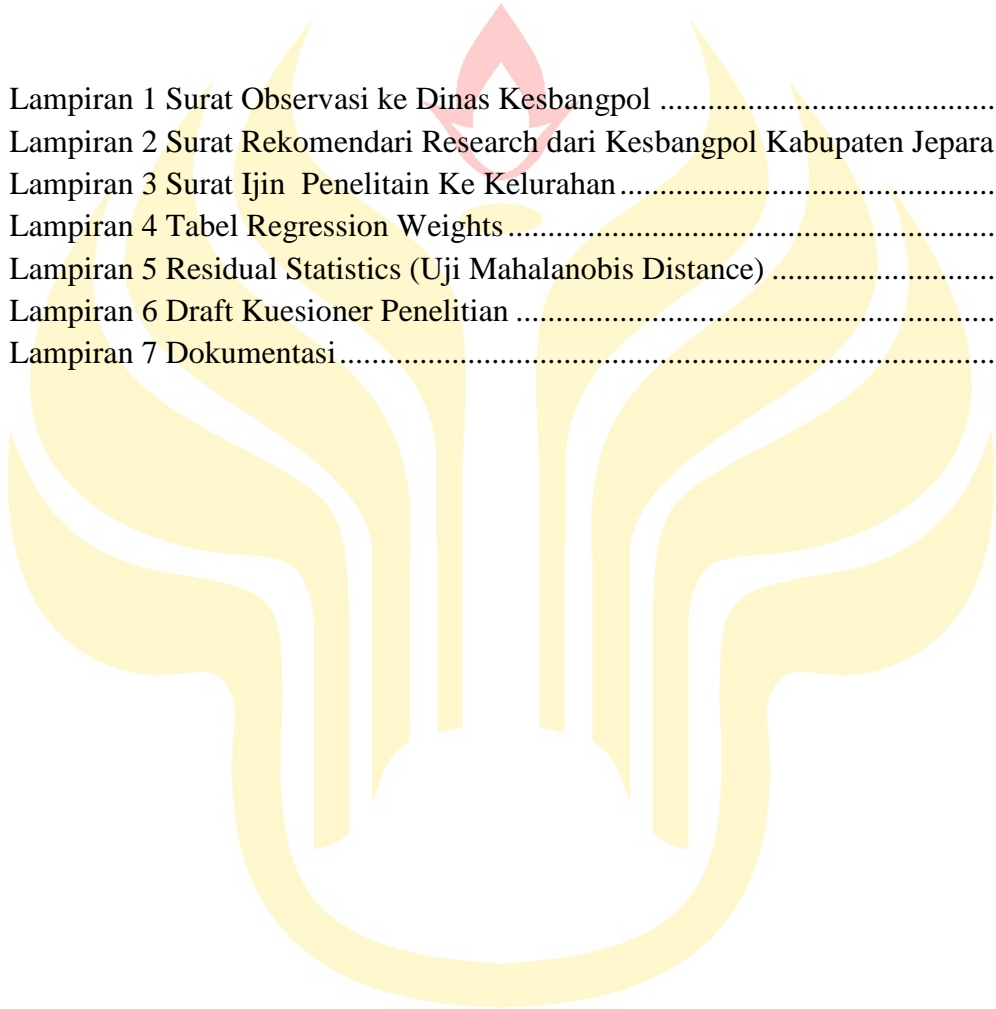 Lampiran 1 Surat Observasi ke Dinas Kesbangpol ...................................
Lampiran 2 Surat Rekomendari Research dari Kesbangpol Kabupaten Jepara
Lampiran 3 Surat Ijin  Penelitain Ke Kelurahan ........................................
Lampiran 4 Tabel Regression Weights .....................................................
Lampiran 5 Residual Statistics (Uji Mahalanobis Distance) .......................
Lampiran 6 Draft Kuesioner Penelitian ....................................................
Lampiran 7 Dokumentasi ..........................................................................